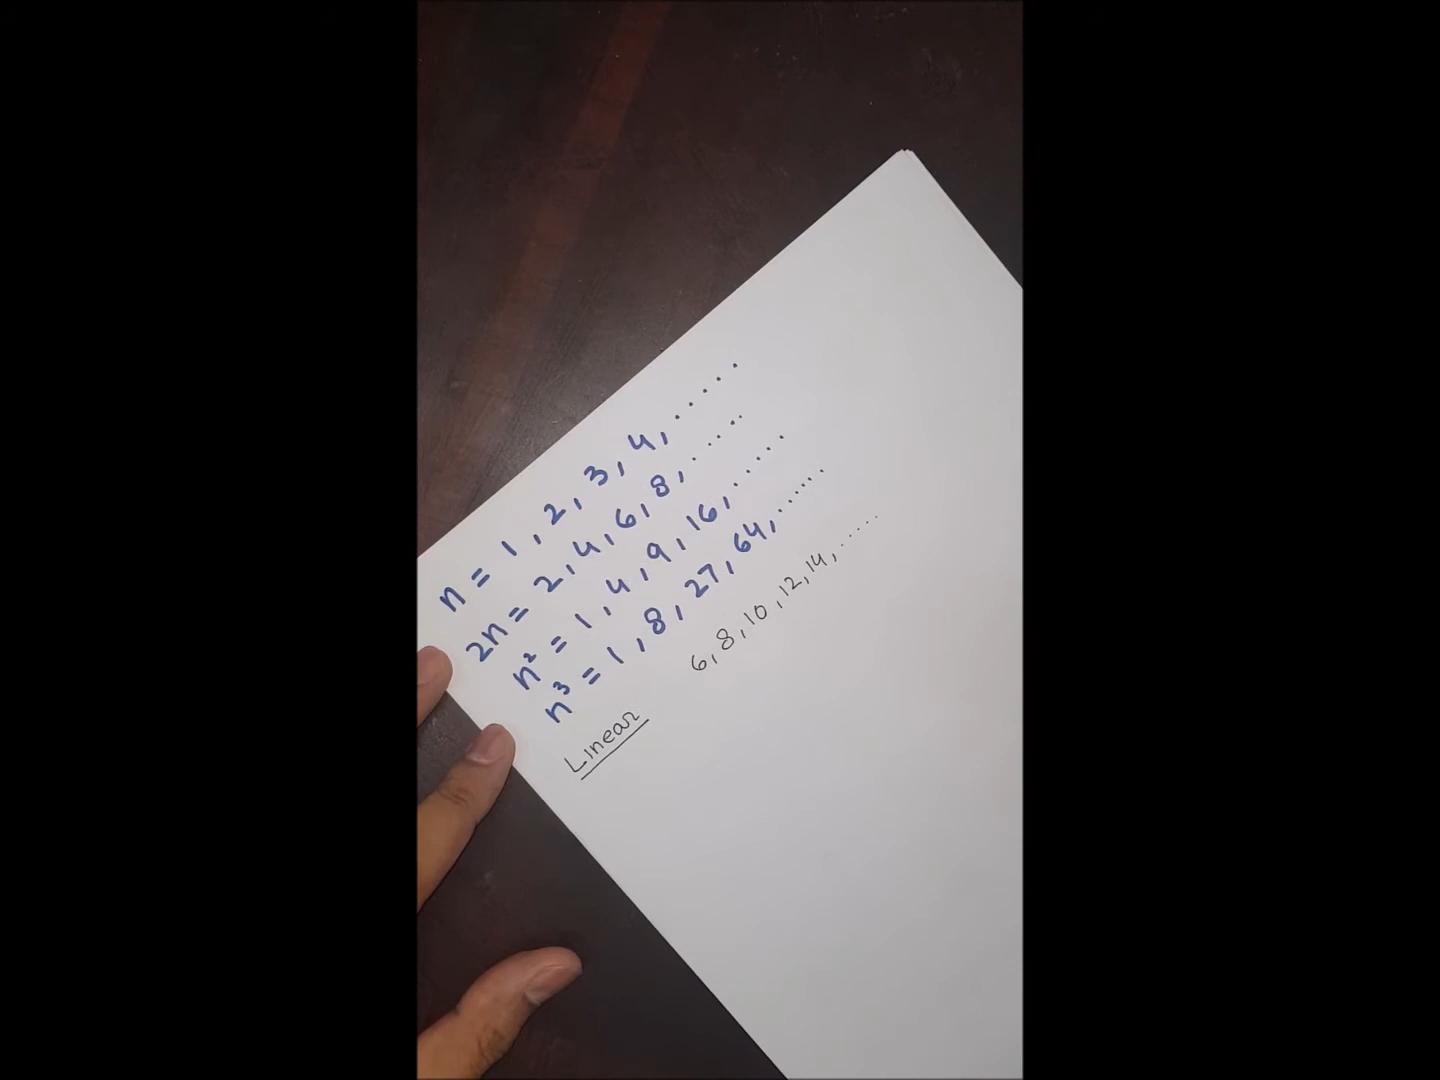 n = 1, 2, 3, 4, ......
2n = 2, 4, 6, 8, ......
n² = 1, 4, 9, 16, ......
n³ = 1, 8, 27, 64, ......
6, 8, 10, 12, 14, ......
Linear